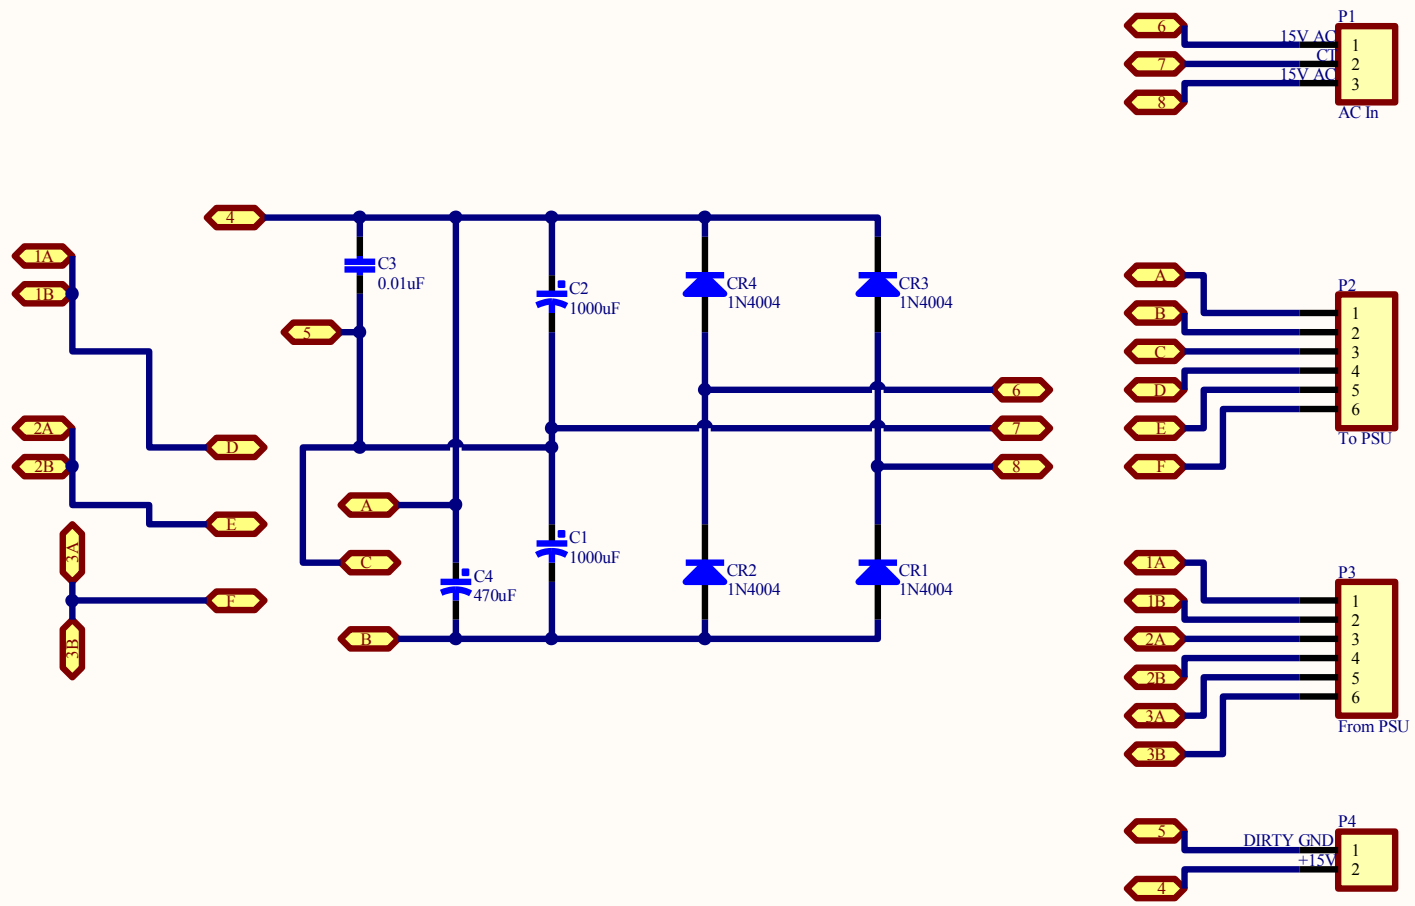 P1
6
15V AC
1
7
CT
2
15V AC
3
8
AC In
4
1A
1B
C3
0.01uF
5
C2
1000uF
CR4
1N4004
CR3
1N4004
6
7
8
2A
2B
D
A
E
3A
C
C1
1000uF
C4
470uF
CR2
1N4004
CR1
1N4004
F
3B
B
P2
A
1
B
2
C
3
D
4
E
5
F
6
To PSU
P3
1A
1
1B
2
2A
3
2B
4
3A
5
3B
6
From PSU
P4
5
DIRTY GND
1
+15V
2
4